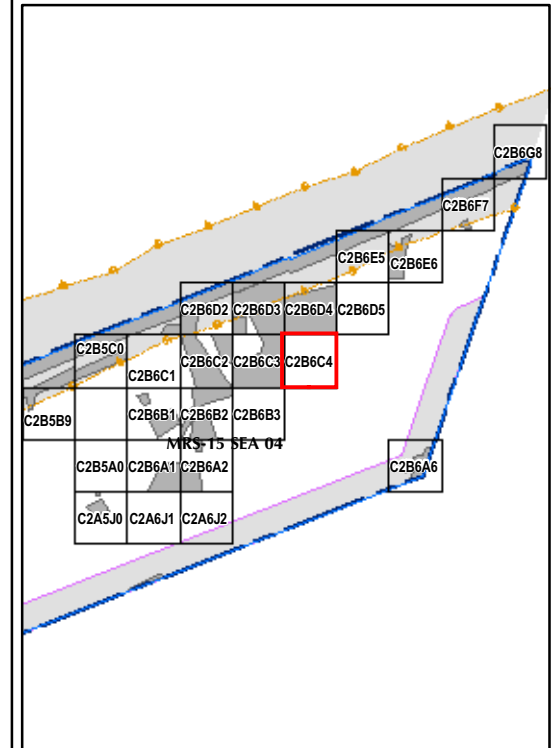 C2B6G8
C2B6F7
C2B6E5
C2B6E6
C2B6D2 C2B6D3 C2B6D4 C2B6D5
C2B5C0 C2B6C1 C2B6C2 C2B6C3 C2B6C4
C2B5B9 C2B6B1 C2B6B2 C2B6B3
MRS-15 SEA 04
C2B5A0 C2B6A1 C2B6A2 C2B6A6
C2A5J0 C2A6J1 C2A6J2